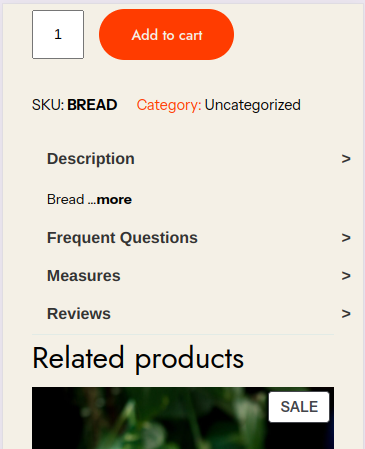 1 Add to cart
SKU: BREAD Category: Uncategorized
Description >
Bread ...more
Frequent Questions >
Measures >
Reviews >
Related products
SALE